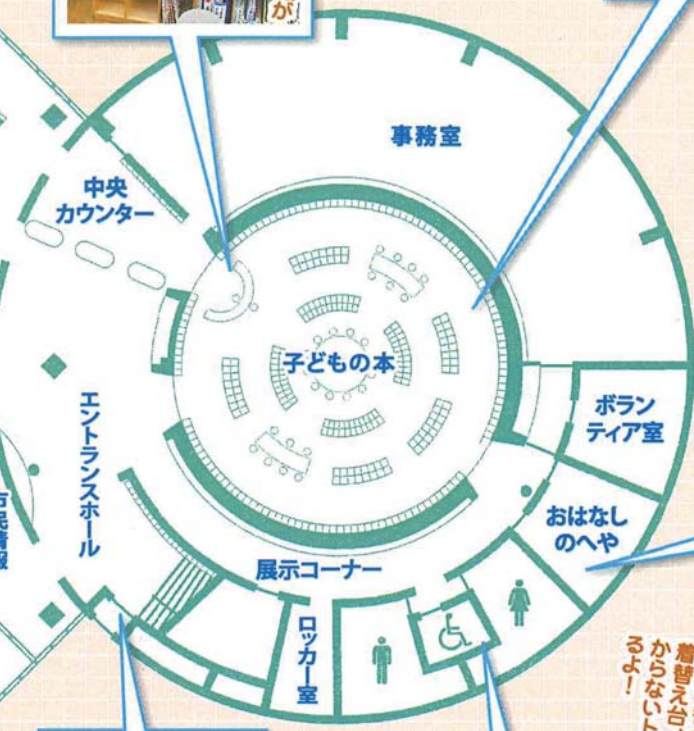 が
事務室
中央
カウンター
子どもの本
ボラン
ティア室
エントランスホール
おはなし
のへや
展示コーナー
ロッカー室
着替え台
からないト
るよ！